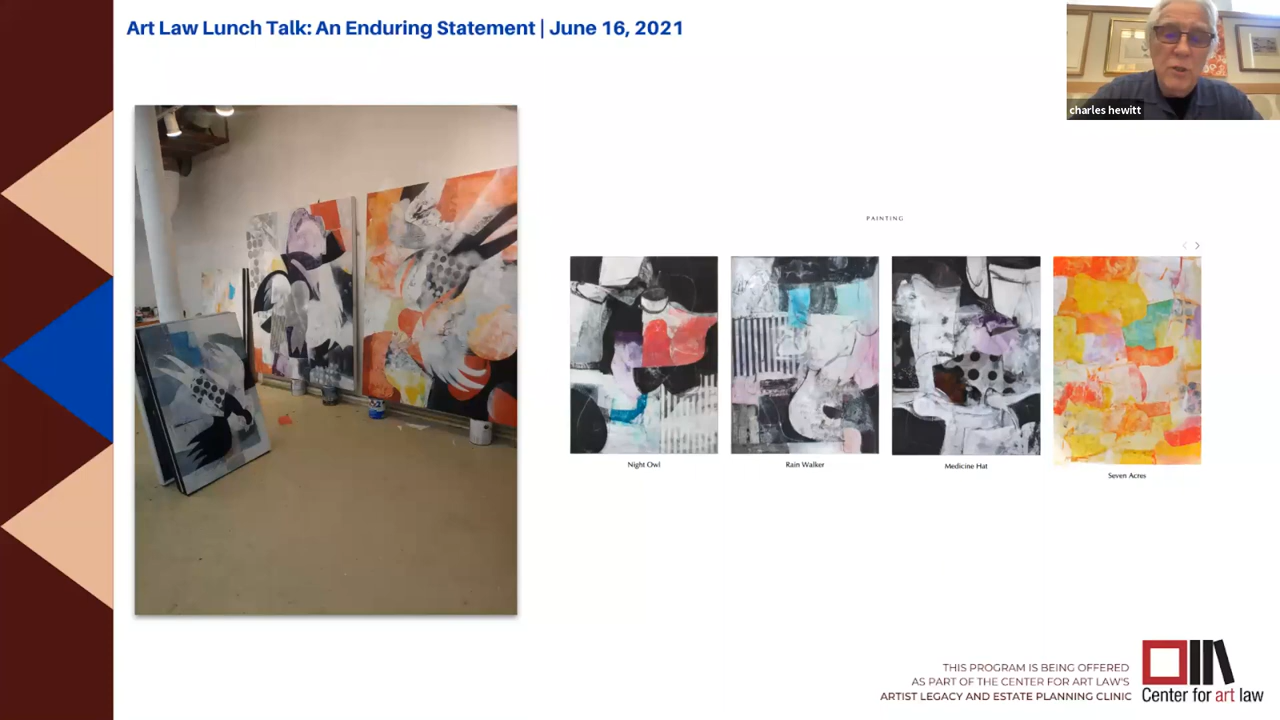 Art Law Lunch Talk: An Enduring Statement | June 16, 2021
charles hewitt
PAINTING
Night Owl
Rain Walker
Medicine Hat
Seven Acres
THIS PROGRAM IS BEING OFFERED
AS PART OF THE CENTER FOR ART LAW'S
ARTIST LEGACY AND ESTATE PLANNING CLINIC
Center for art law